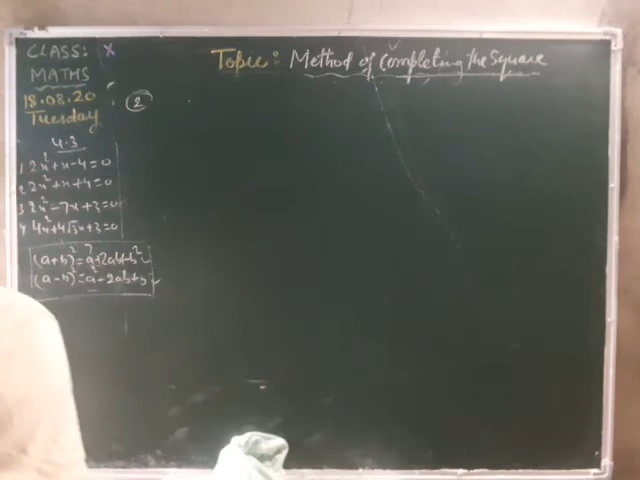 CLASS: X
MATHS
18.08.20
Tuesday
Topic: Method of Completing the Square
②
4.3
1 2x²+x-4=0
2 2x²+x+4=0
3 2x²-7x+3=0
4 4x²+4√3x+3=0
(a+b)²=a²+2ab+b²
(a-b)²=a²-2ab+b²